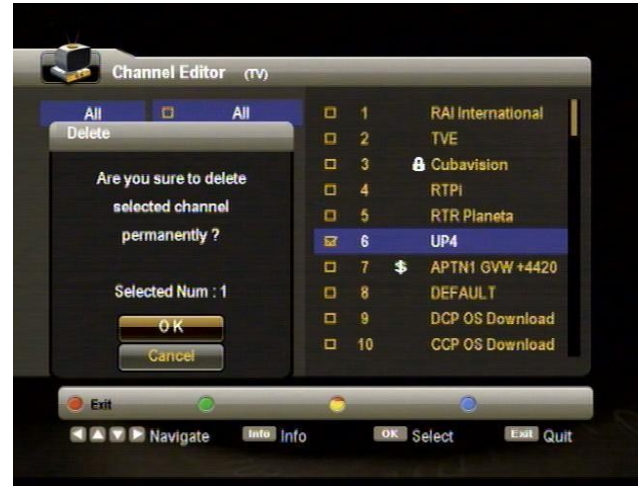 Channel Editor (TV)
All All
Delete
Are you sure to delete
selected channel
permanently ?
Selected Num : 1
OK
Cancel
1 RAI International
2 TVE
3 Cubavision
4 RTPi
5 RTR Planeta
6 UP4
7 $ APTN1 GVW +4420
8 DEFAULT
9 DCP OS Download
10 CCP OS Download
Exit
Navigate Info Info OK Select Exit Quit